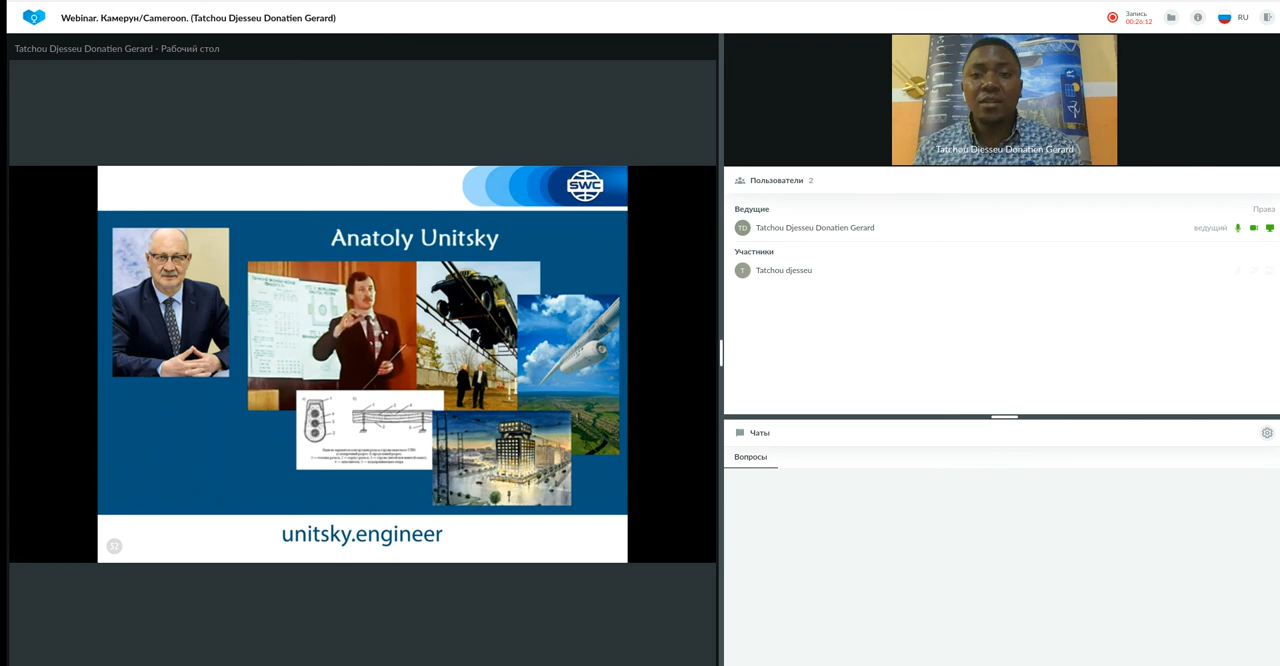 Webinar. Камерун/Cameroon. (Tatchou Djesseu Donatien Gerard)
Запись
00:26:12
RU
Tatchou Djesseu Donatien Gerard - Рабочий стол
SWC
Anatoly Unitsky
unitsky.engineer
52
Tatchou Djesseu Donatien Gerard
Пользователи 2
Ведущие Права
TD Tatchou Djesseu Donatien Gerard ведущий
Участники
T Tatchou djesseu
Чаты
Вопросы